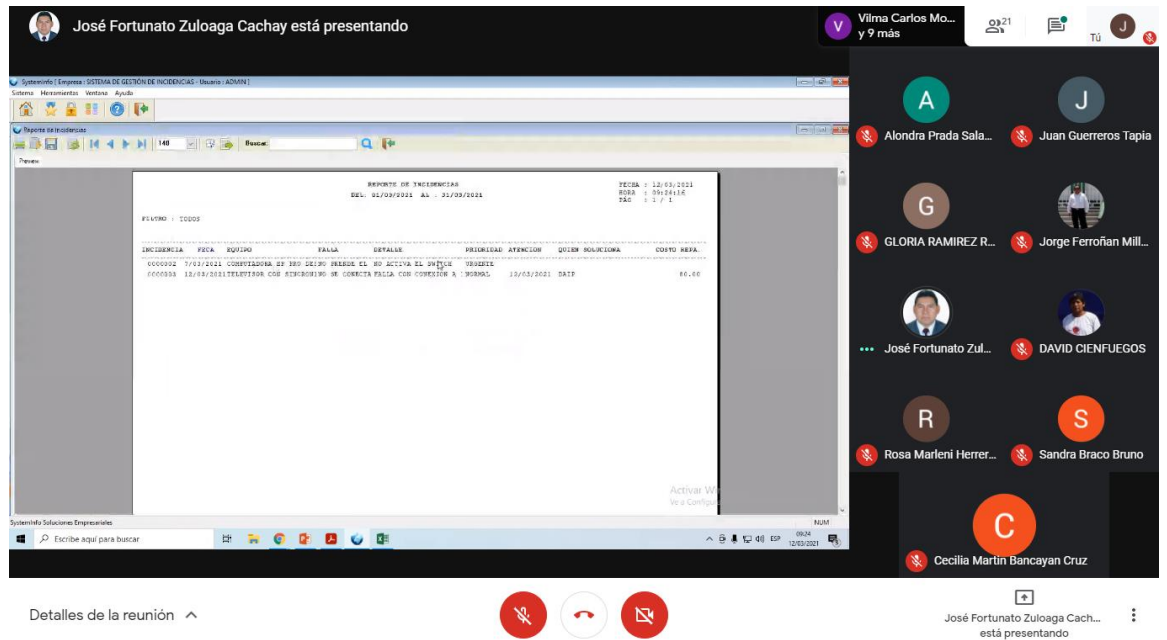 José Fortunato Zuloaga Cachay está presentando
Vilma Carlos Mo...
y 9 más
V
21
Tú
J
SystemInfo [ Empresa : SISTEMA DE GESTIÓN DE INCIDENCIAS - Usuario : ADMIN ]
Sistema Herramientas Ventana Ayuda
Reporte de Incidencias
148
Buscar:
Preview
REPORTE DE INCIDENCIAS
DEL: 01/03/2021 AL : 31/03/2021
FECHA : 12/03/2021
HORA : 09:24:16
PÁG : 1 / 1
FILTRO : TODOS
INCIDENCIA FECA EQUIPO FALLA DETALLE PRIORIDAD ATENCION QUIEN SOLUCIONA COSTO REPA.
0000002 7/03/2021 COMPUTADORA HP PRO DE NO PRENDE EL NO ACTIVA EL SWITCH URGENTE
12/03/2021 TELEVISOR CON SE CONECTA FALLA CON CONEXION A NORMAL 12/03/2021 DAIP 80.00
Activar
Ve a Configu
SystemInfo Soluciones Empresariales
NUM
Escribe aquí para buscar
ESP
09:24
12/03/2021
A
Alondra Prada Sala...
J
Juan Guerreros Tapia
G
GLORIA RAMIREZ R...
Jorge Ferroñan Mill...
José Fortunato Zul...
DAVID CIENFUEGOS
R
Rosa Marleni Herrer...
S
Sandra Braco Bruno
C
Cecilia Martin Bancayan Cruz
Detalles de la reunión
José Fortunato Zuloaga Cach...
está presentando